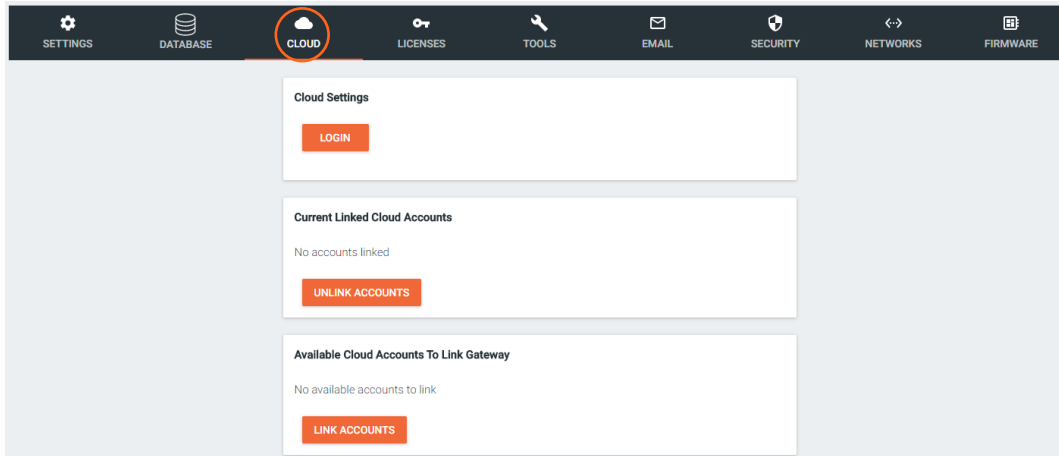 SETTINGS DATABASE CLOUD LICENSES TOOLS EMAIL SECURITY NETWORKS FIRMWARE
Cloud Settings
LOGIN
Current Linked Cloud Accounts
No accounts linked
UNLINK ACCOUNTS
Available Cloud Accounts To Link Gateway
No available accounts to link
LINK ACCOUNTS